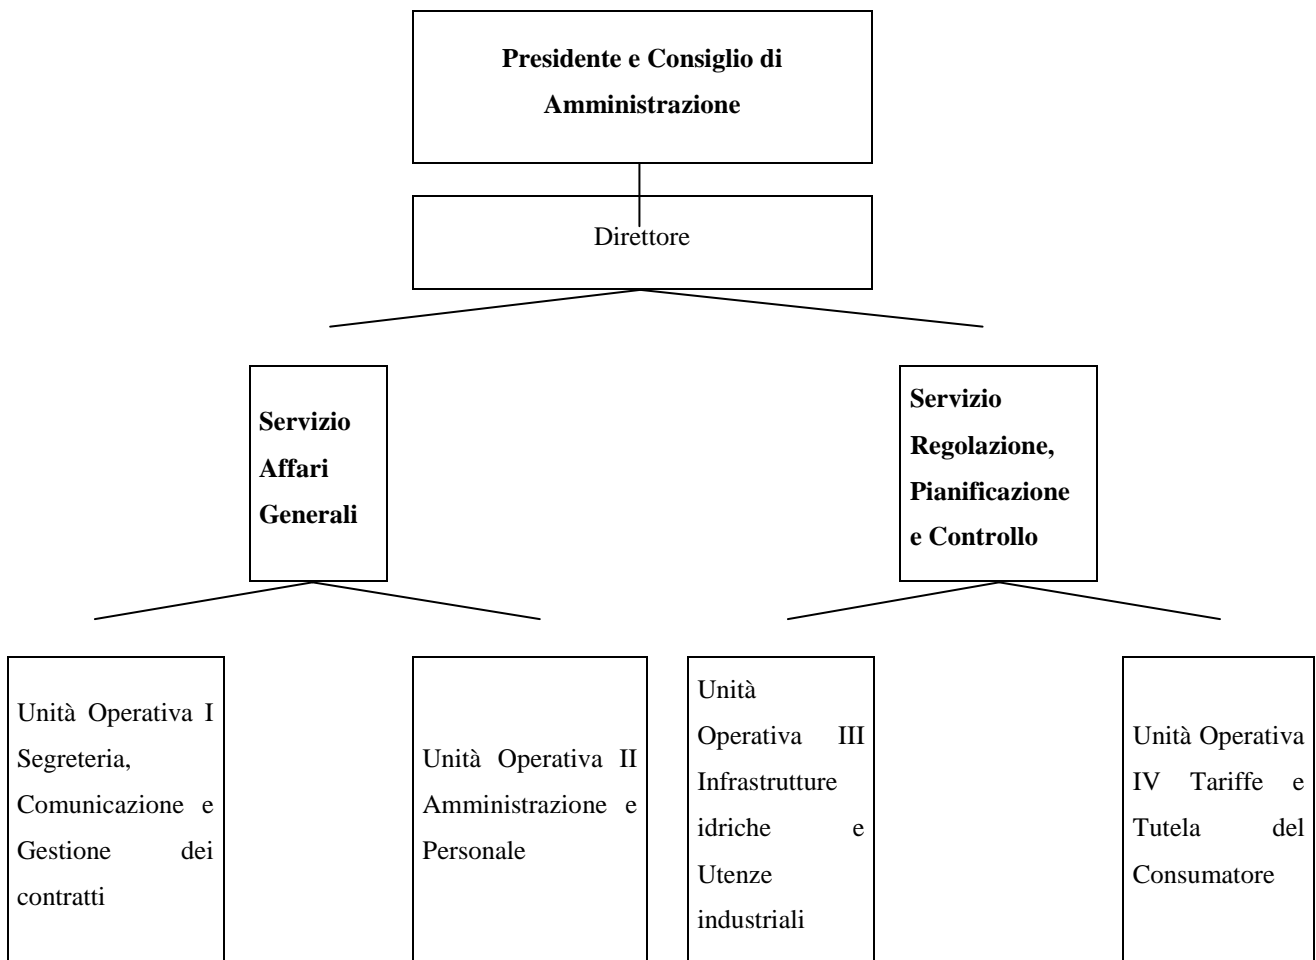 Presidente e Consiglio di
Amministrazione
Direttore
Servizio
Affari
Generali
Servizio
Regolazione,
Pianificazione
e Controllo
Unità Operativa I
Segreteria,
Comunicazione e
Gestione dei
contratti
Unità Operativa II
Amministrazione e
Personale
Unità
Operativa III
Infrastrutture
idriche e
Utenze
industriali
Unità Operativa
IV Tariffe e
Tutela del
Consumatore